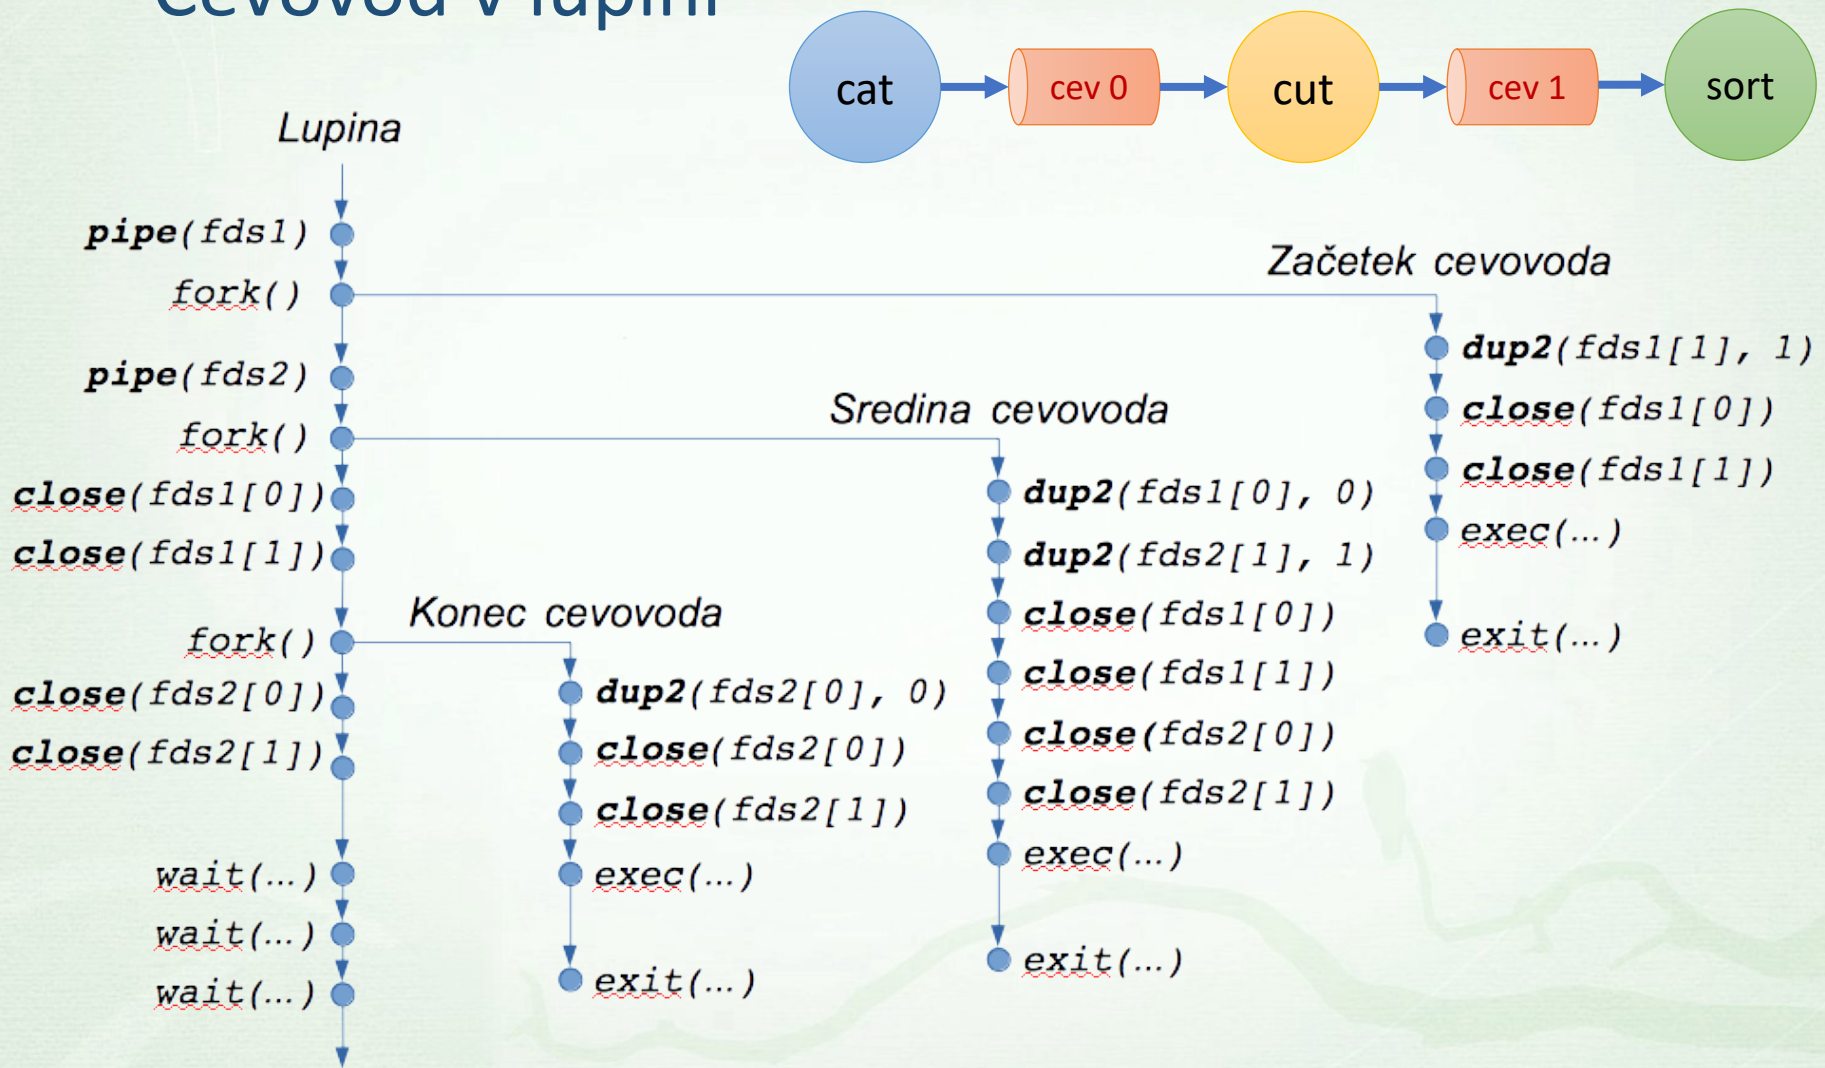 Cevovod v lupini
cat
cev 0
cut
cev 1
sort
Lupina
pipe(fds1)
fork()
pipe(fds2)
fork()
close(fds1[0])
close(fds1[1])
fork()
close(fds2[0])
close(fds2[1])
wait(...)
wait(...)
wait(...)
Konec cevovoda
dup2(fds2[0], 0)
close(fds2[0])
close(fds2[1])
exec(...)
exit(...)
Sredina cevovoda
dup2(fds1[0], 0)
dup2(fds2[1], 1)
close(fds1[0])
close(fds1[1])
close(fds2[0])
close(fds2[1])
exec(...)
exit(...)
Začetek cevovoda
dup2(fds1[1], 1)
close(fds1[0])
close(fds1[1])
exec(...)
exit(...)